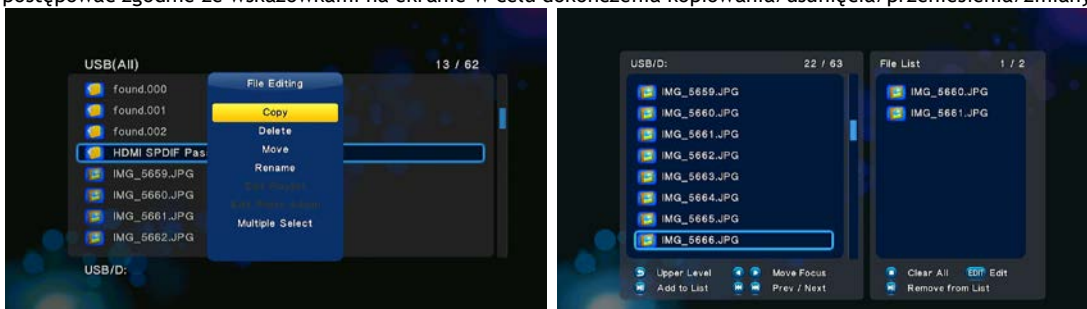 postępować zgodnie ze wskazówkami na ekranie w celu dokończenia kopiowania/usunięcia/przeniesienia/zmiany
USB(All) 13 / 62
found.000
found.001
found.002
HDMI SPDIF Pas
IMG_5659.JPG
IMG_5660.JPG
IMG_5661.JPG
IMG_5662.JPG
USB/D:
File Editing
Copy
Delete
Move
Rename
Multiple Select
USB/D: 22 / 63
IMG_5659.JPG
IMG_5660.JPG
IMG_5661.JPG
IMG_5662.JPG
IMG_5663.JPG
IMG_5664.JPG
IMG_5665.JPG
IMG_5666.JPG
Upper Level Move Focus
Add to List Prev / Next
File List 1 / 2
IMG_5660.JPG
IMG_5661.JPG
Clear All EDIT Edit
Remove from List